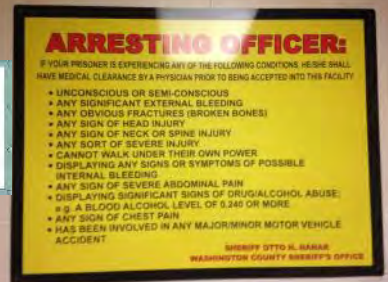 ARRESTING OFFICER:
IF YOUR PRISONER IS EXPERIENCING ANY OF THE FOLLOWING CONDITIONS, HE/SHE SHALL
HAVE MEDICAL CLEARANCE BY A PHYSICIAN PRIOR TO BEING ACCEPTED INTO THIS FACILITY
• UNCONSCIOUS OR SEMI-CONSCIOUS
• ANY SIGNIFICANT EXTERNAL BLEEDING
• ANY OBVIOUS FRACTURES (BROKEN BONES)
• ANY SIGN OF HEAD INJURY
• ANY SIGN OF NECK OR SPINE INJURY
• ANY SORT OF SEVERE INJURY
• CANNOT WALK UNDER THEIR OWN POWER
• DISPLAYING ANY SIGNS OR SYMPTOMS OF POSSIBLE
INTERNAL BLEEDING
• ANY SIGN OF SEVERE ABDOMINAL PAIN
• DISPLAYING SIGNIFICANT SIGNS OF DRUG/ALCOHOL ABUSE;
e.g. A BLOOD ALCOHOL LEVEL OF 0.240 OR MORE
• ANY SIGN OF CHEST PAIN
• HAS BEEN INVOLVED IN ANY MAJOR/MINOR MOTOR VEHICLE
ACCIDENT
SHERIFF OTTO H. HANAK
WASHINGTON COUNTY SHERIFF'S OFFICE